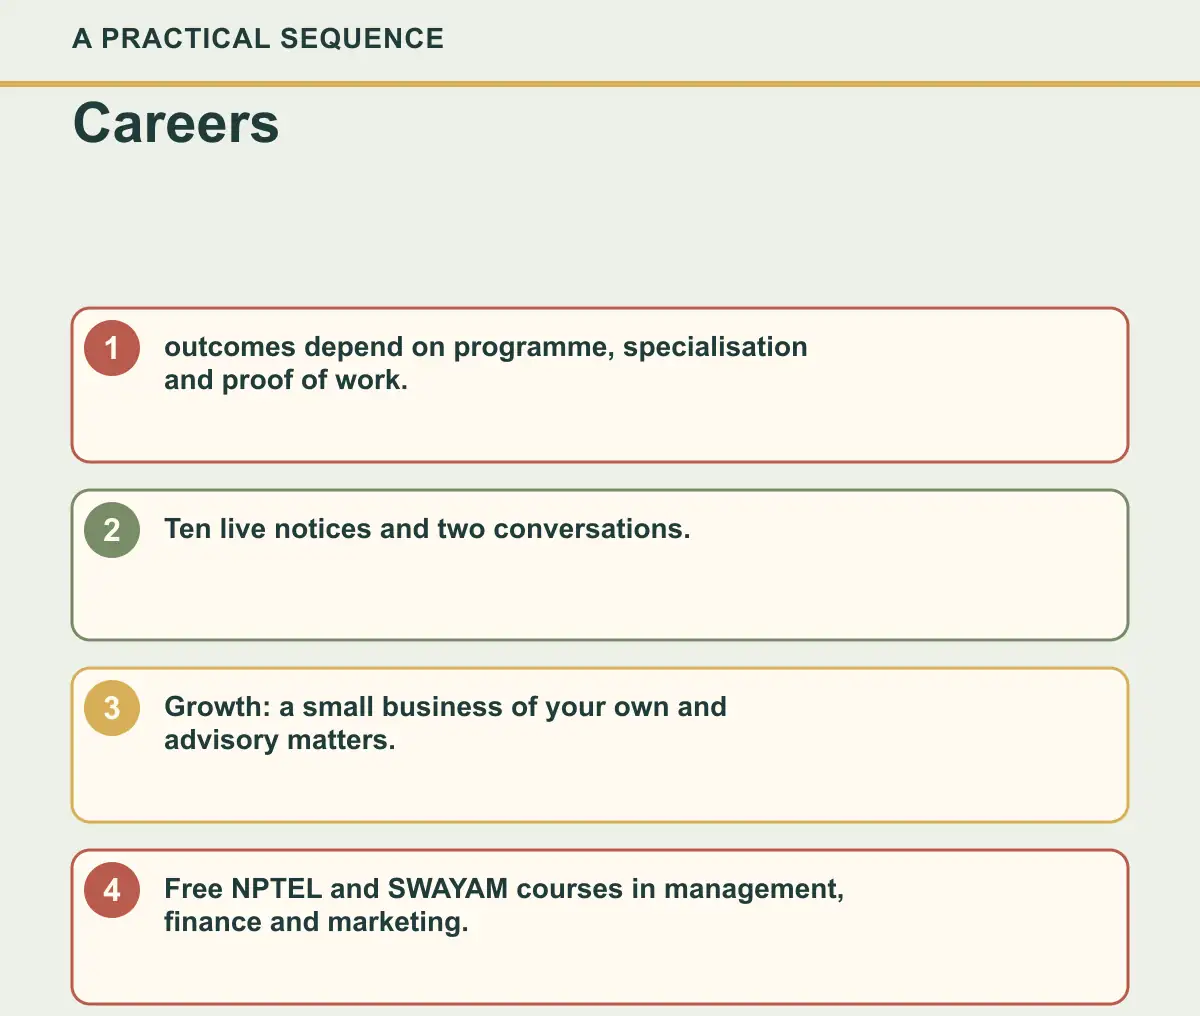 A PRACTICAL SEQUENCE
Careers
1
outcomes depend on programme, specialisation
and proof of work.
2
Ten live notices and two conversations.
3
Growth: a small business of your own and
advisory matters.
4
Free NPTEL and SWAYAM courses in management,
finance and marketing.